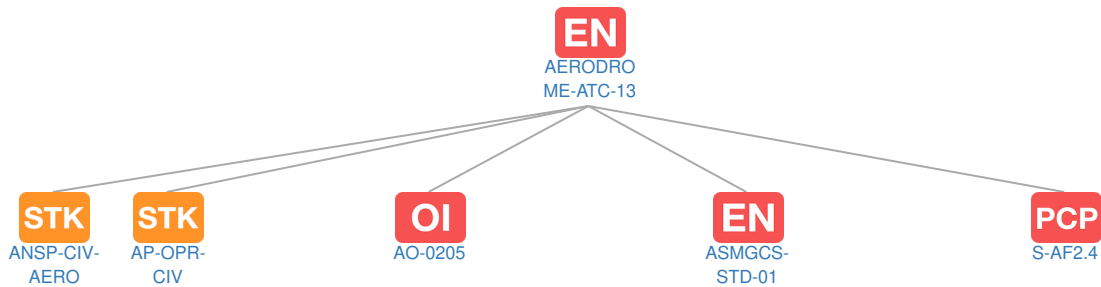 EN
AERODRO
ME-ATC-13
STK
ANSP-CIV-
AERO
STK
AP-OPR-
CIV
OI
AO-0205
EN
ASMGCS-
STD-01
PCP
S-AF2.4